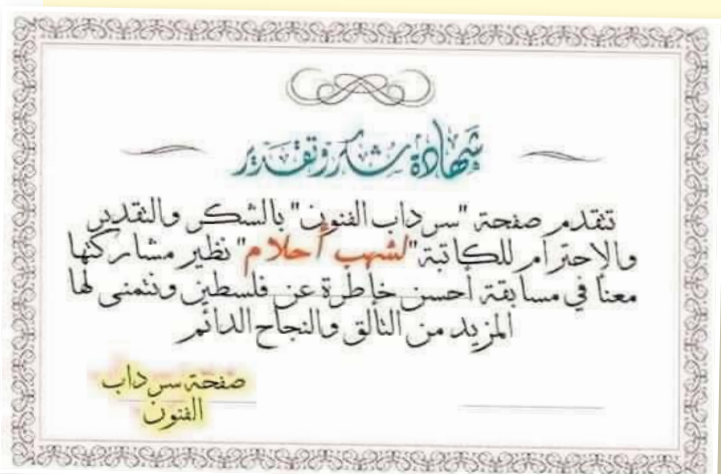 شهادة شكر وتقدير
تتقدم صفحة "سرداب الفنون" بالشكر والتقدير
والإحترام للكاتبة "لشهب أحلام" نظير مشاركتها
معنا في مسابقة أحسن خاطرة عن فلسطين ونتمنى لها
المزيد من التألق والنجاح الدائم
صفحة سرداب
الفنون